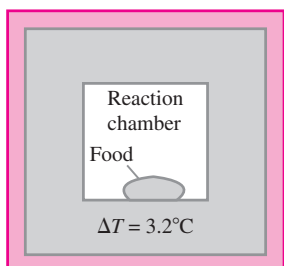 Reaction
chamber
Food
ΔT = 3.2°C